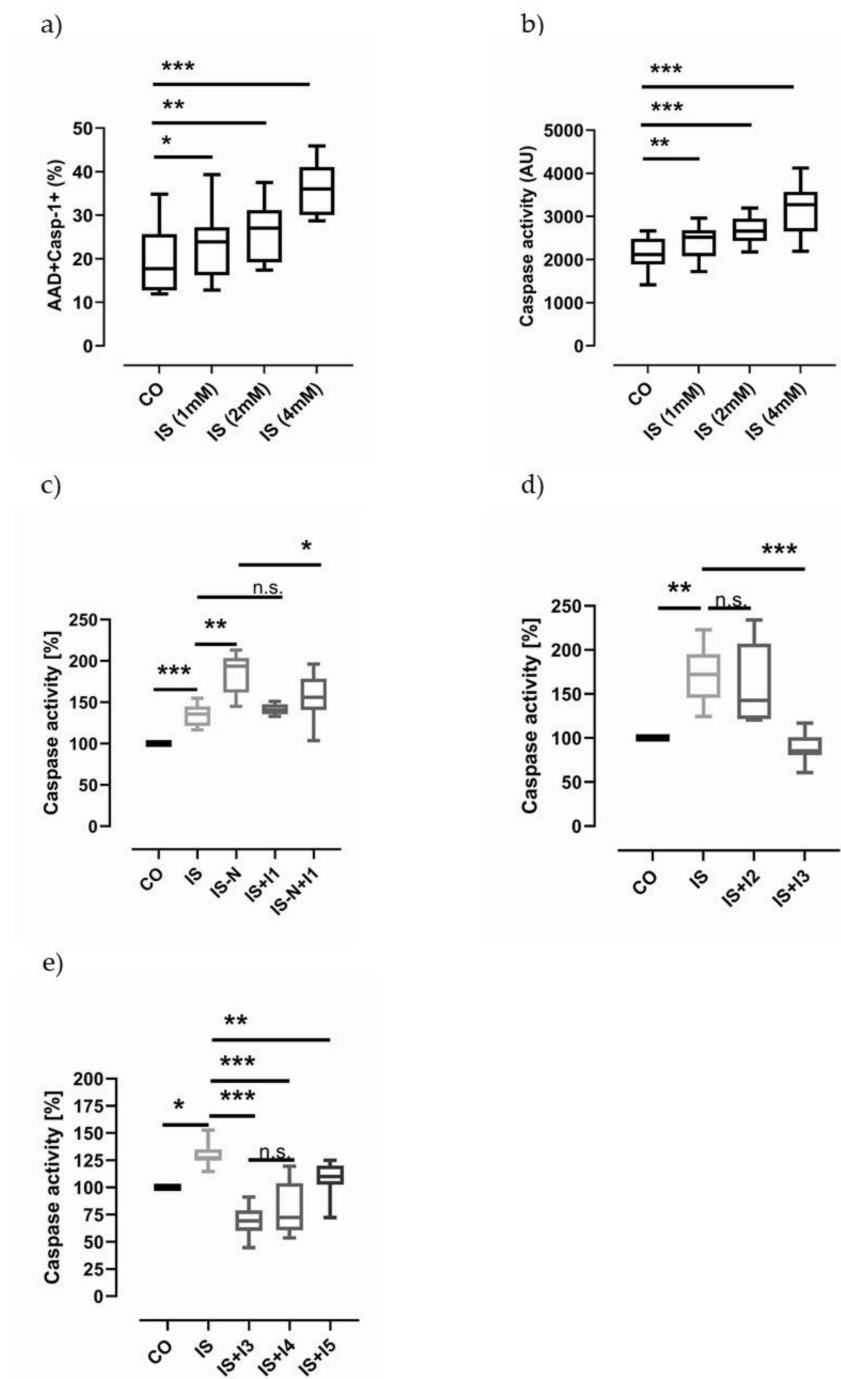 a)
***
**
*
AAD+Casp-1+ (%)
50
40
30
20
10
0
CO
IS (1mM)
IS (2mM)
IS (4mM)
b)
***
***
**
Caspase activity (AU)
5000
4000
3000
2000
1000
0
CO
IS (1mM)
IS (2mM)
IS (4mM)
c)
*
n.s.
**
***
Caspase activity [%]
250
200
150
100
50
0
CO
IS
IS-N
IS+I1
IS-N+I1
d)
***
**
n.s.
Caspase activity [%]
250
200
150
100
50
0
CO
IS
IS+I2
IS+I3
e)
**
***
***
*
n.s.
Caspase activity [%]
200
175
150
125
100
75
50
25
0
CO
IS
IS+I3
IS+I4
IS+I5